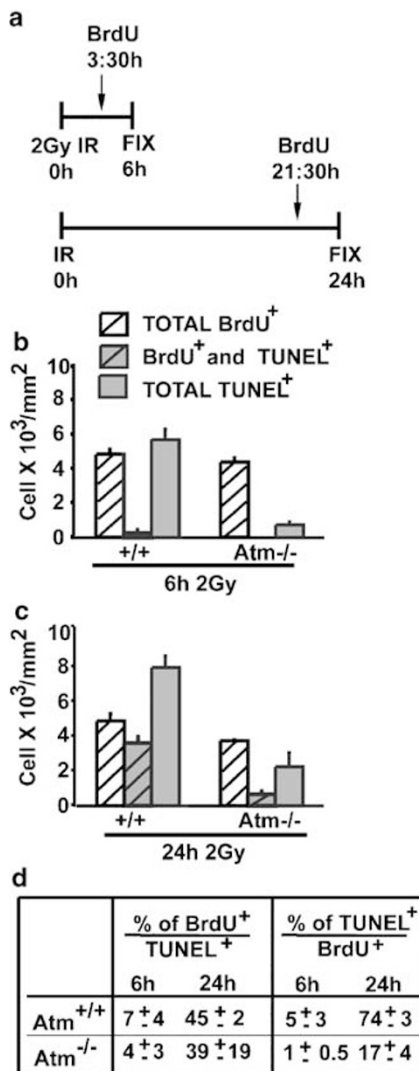 a
BrdU
3:30h
2Gy IR
0h
FIX
6h
BrdU
21:30h
IR
0h
FIX
24h
TOTAL BrdU+
BrdU+ and TUNEL+
TOTAL TUNEL+
b
Cell X 10³/mm²
10
8
6
4
2
0
+/+
Atm-/-
6h 2Gy
c
Cell X 10³/mm²
10
8
6
4
2
0
+/+
Atm-/-
24h 2Gy
d
% of BrdU+
TUNEL+
% of TUNEL+
BrdU+
6h 24h 6h 24h
Atm+/+ 7 ± 4 45 ± 2 5 ± 3 74 ± 3
Atm-/- 4 ± 3 39 ± 19 1 ± 0.5 17 ± 4